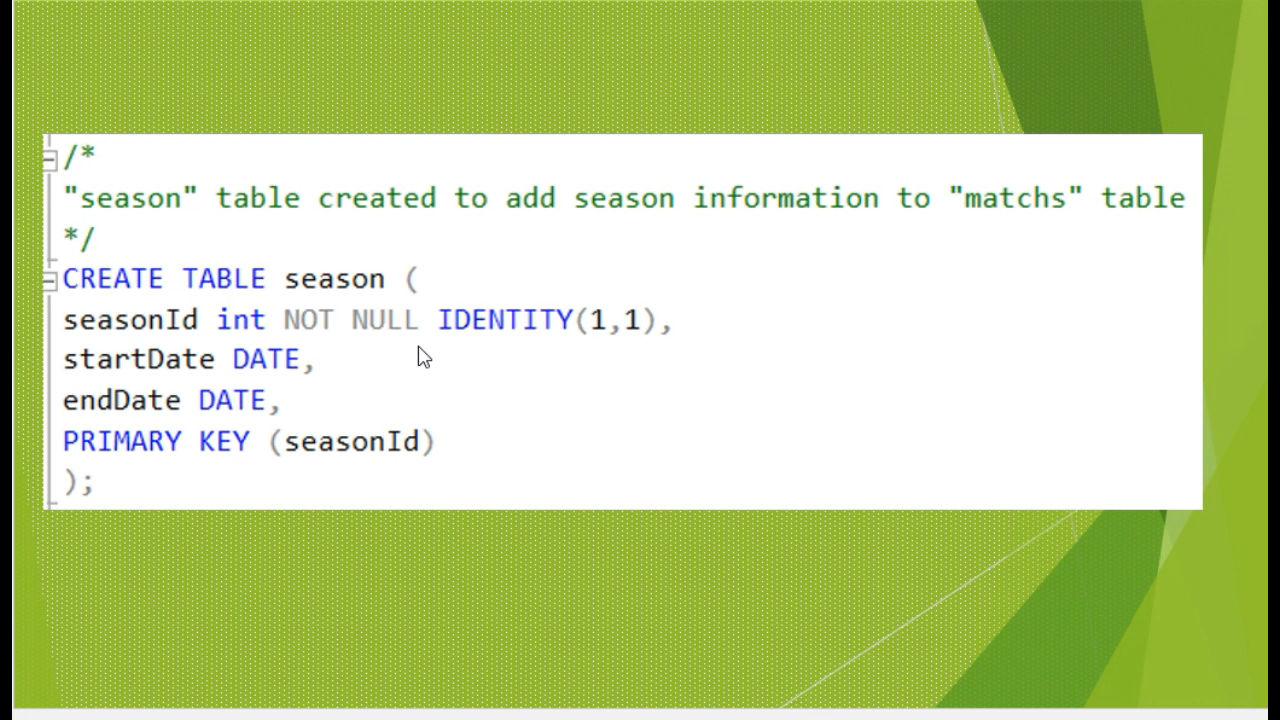 /*
"season" table created to add season information to "matchs" table
*/
CREATE TABLE season (
seasonId int NOT NULL IDENTITY(1,1),
startDate DATE,
endDate DATE,
PRIMARY KEY (seasonId)
);